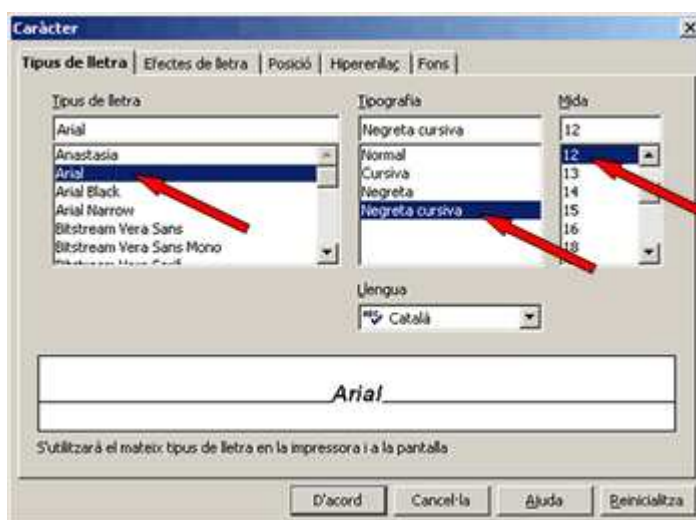 Caràcter
Tipus de lletra Efectes de lletra Posició Hiperenllaç Fons
Tipus de lletra Tipografia Mida
Arial Negreta cursiva 12
Anastasia Normal 12
Arial Cursiva 13
Arial Black Negreta 14
Arial Narrow Negreta cursiva 15
Bitstream Vera Sans 16
Bitstream Vera Sans Mono 18
Llengua
Català
Arial
S'utilitzarà el mateix tipus de lletra en la impressora i a la pantalla
D'acord Cancel·la Ajuda Reinicialitza